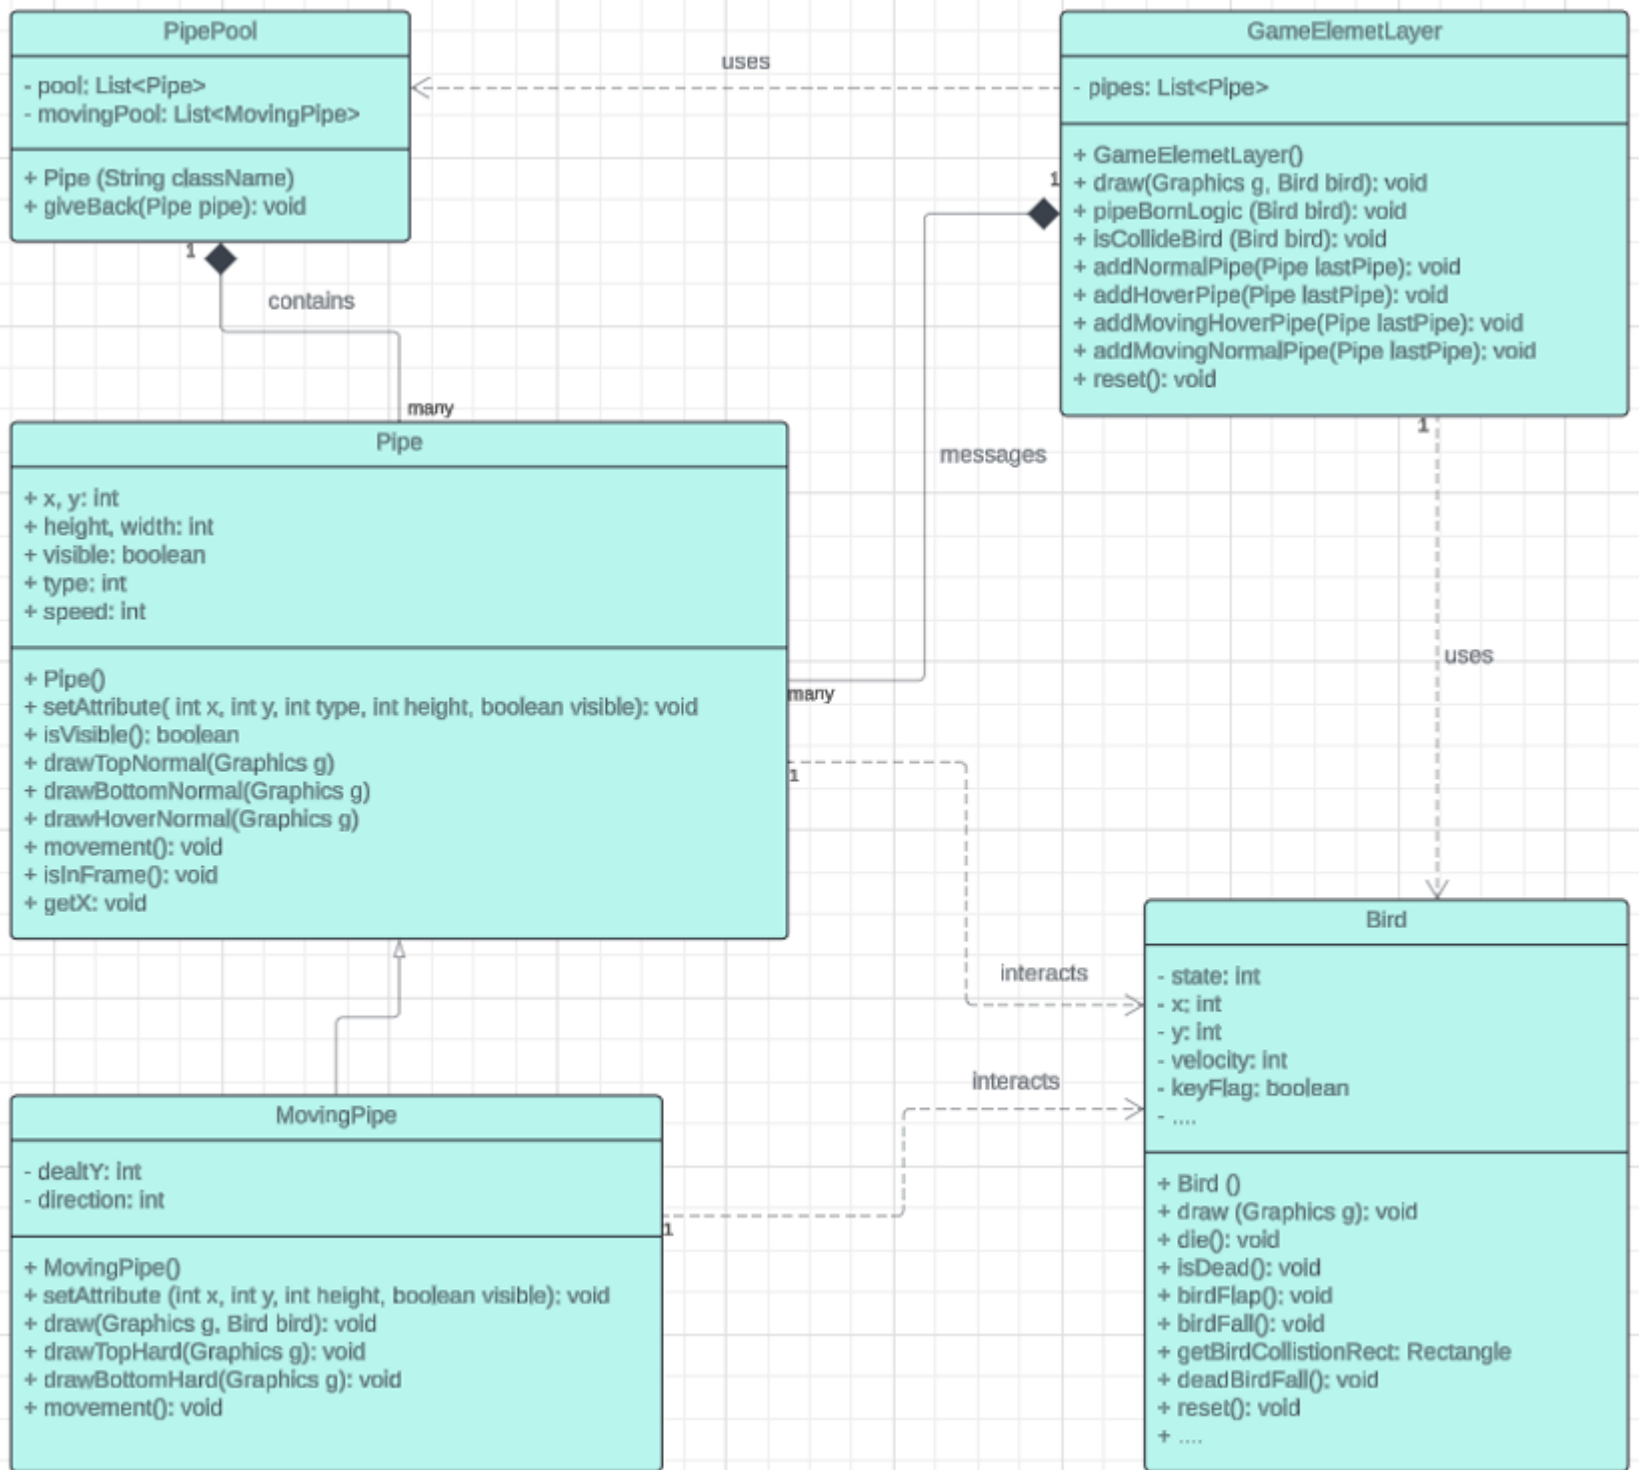 PipePool
- pool: List<Pipe>
- movingPool: List<MovingPipe>
+ Pipe (String className)
+ giveBack(Pipe pipe): void
1
contains
many
uses
GameElemetLayer
- pipes: List<Pipe>
+ GameElemetLayer()
+ draw(Graphics g, Bird bird): void
+ pipeBornLogic (Bird bird): void
+ isCollideBird (Bird bird): void
+ addNormalPipe(Pipe lastPipe): void
+ addHoverPipe(Pipe lastPipe): void
+ addMovingHoverPipe(Pipe lastPipe): void
+ addMovingNormalPipe(Pipe lastPipe): void
+ reset(): void
1
messages
many
1
uses
Pipe
+ x, y: int
+ height, width: int
+ visible: boolean
+ type: int
+ speed: int
+ Pipe()
+ setAttribute( int x, int y, int type, int height, boolean visible): void
+ isVisible(): boolean
+ drawTopNormal(Graphics g)
+ drawBottomNormal(Graphics g)
+ drawHoverNormal(Graphics g)
+ movement(): void
+ isInFrame(): void
+ getX: void
1
interacts
MovingPipe
- dealtY: int
- direction: int
+ MovingPipe()
+ setAttribute (int x, int y, int height, boolean visible): void
+ draw(Graphics g, Bird bird): void
+ drawTopHard(Graphics g): void
+ drawBottomHard(Graphics g): void
+ movement(): void
1
interacts
Bird
- state: int
- x: int
- y: int
- velocity: int
- keyFlag: boolean
- ....
+ Bird ()
+ draw (Graphics g): void
+ die(): void
+ isDead(): void
+ birdFlap(): void
+ birdFall(): void
+ getBirdCollistionRect: Rectangle
+ deadBirdFall(): void
+ reset(): void
+ ....